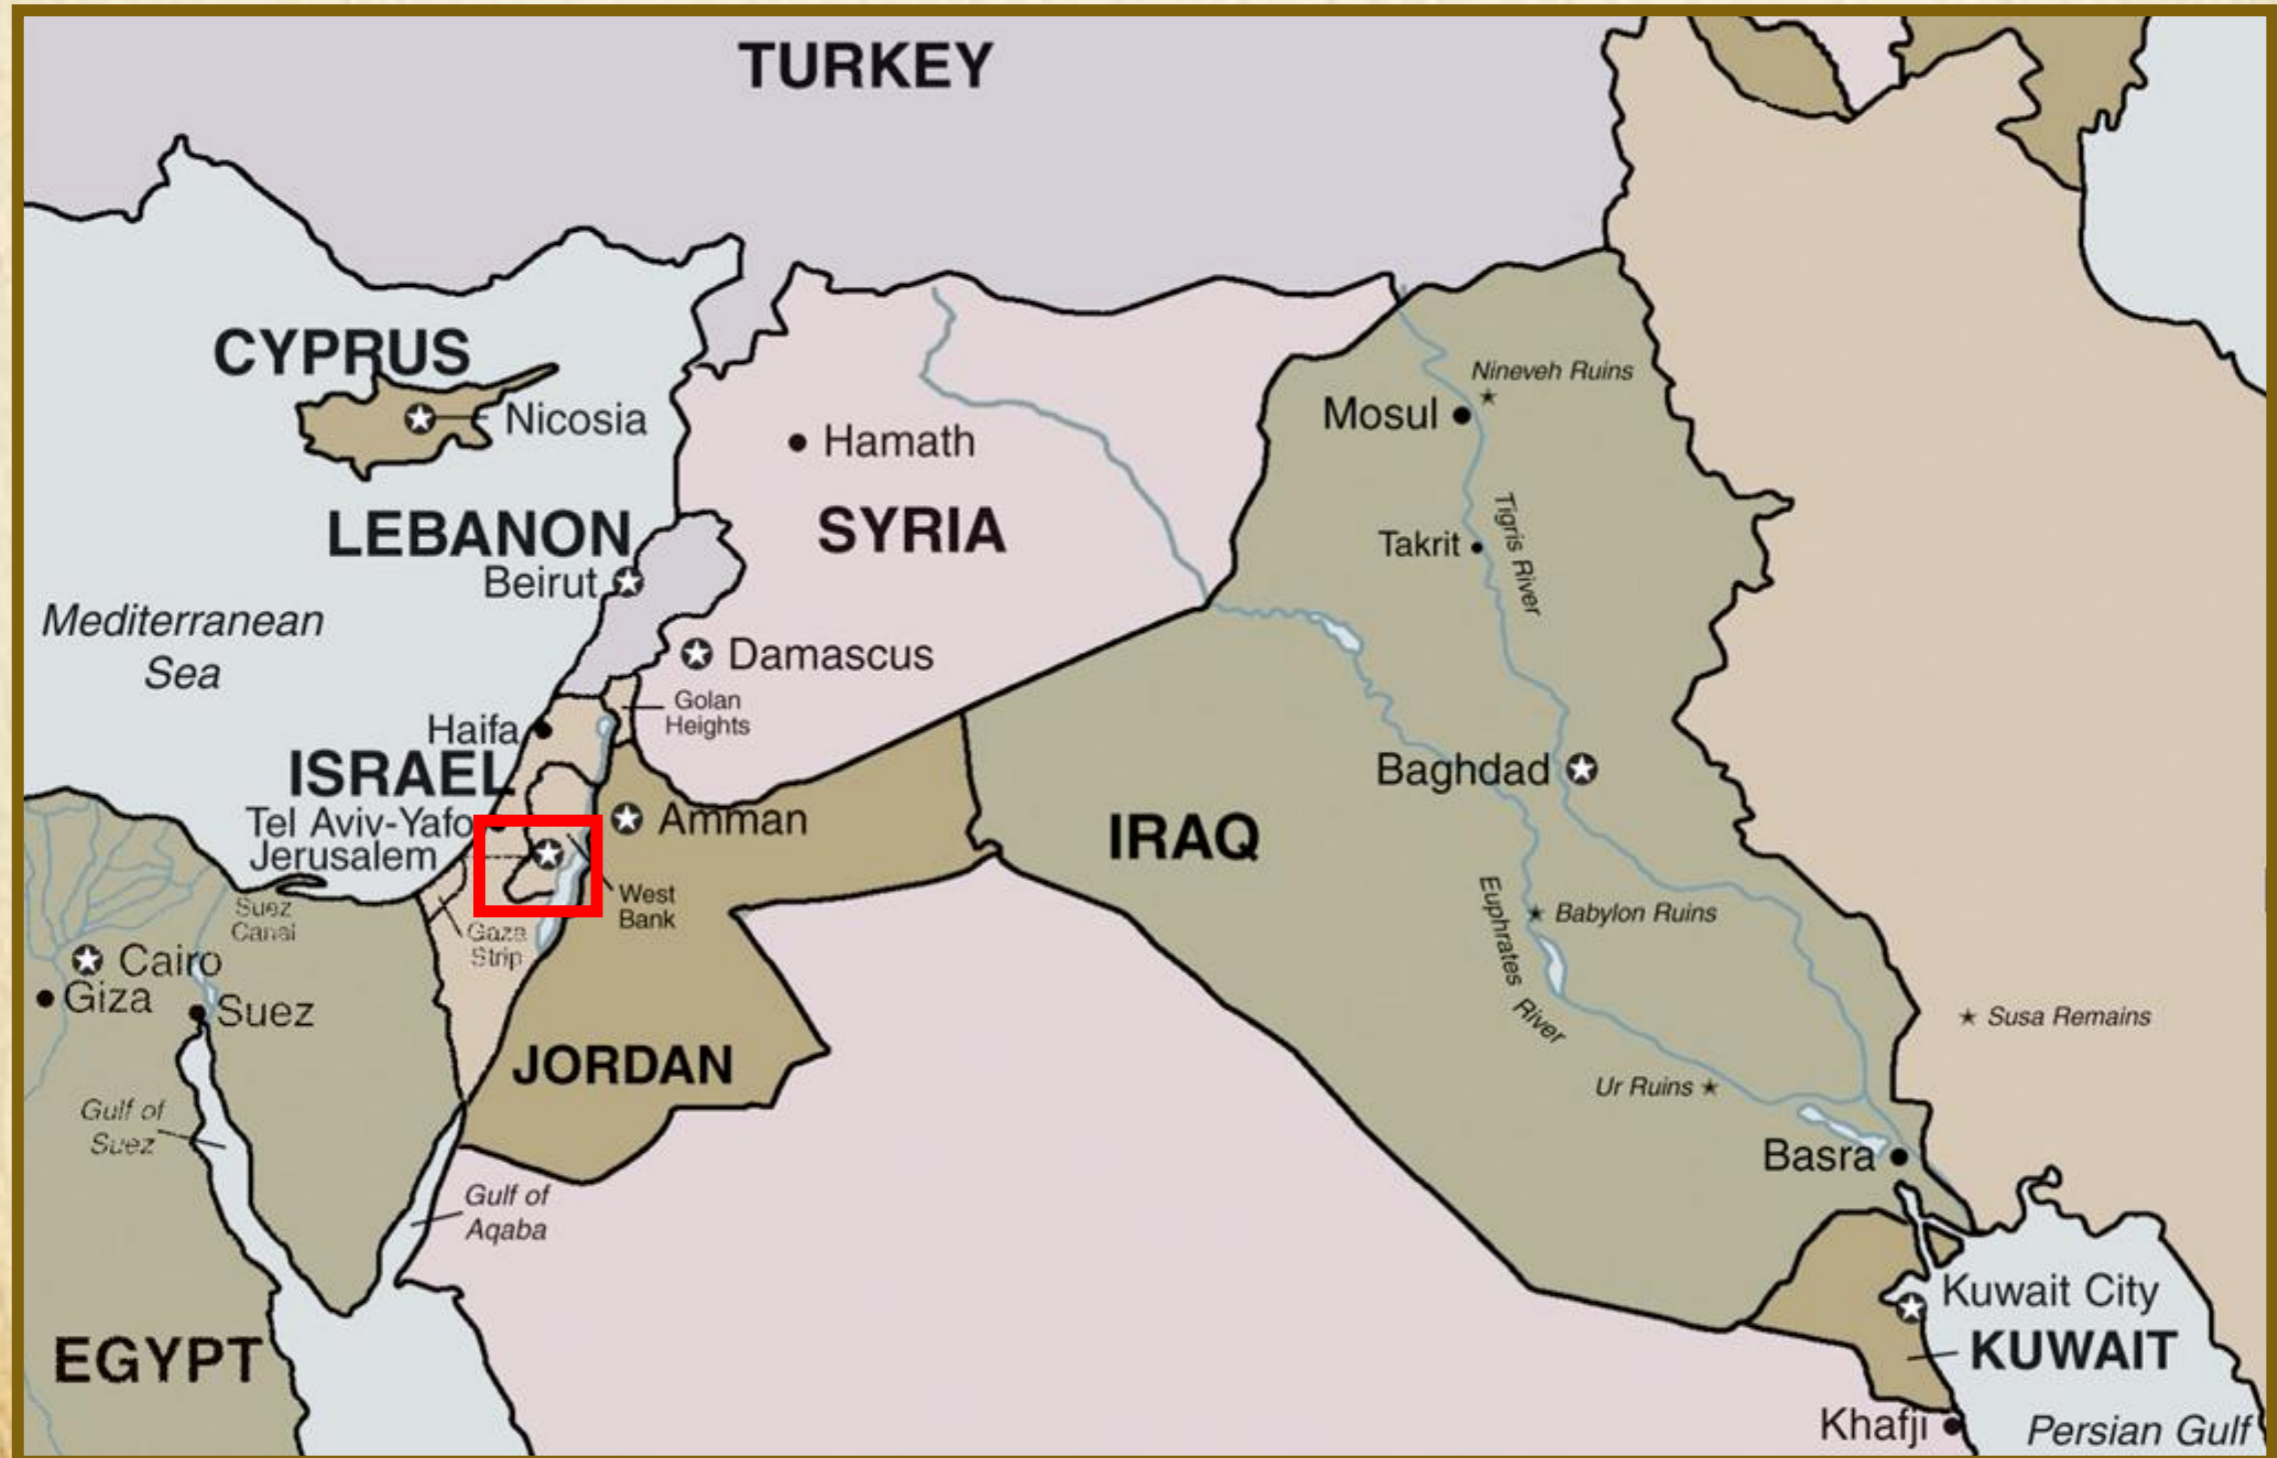 TURKEY
CYPRUS
Nicosia
Nineveh Ruins
Mosul
Hamath
LEBANON
SYRIA
Beirut
Takrit
Tigris River
Mediterranean
Sea
Damascus
Golan
Heights
Haifa
ISRAEL
Baghdad
Tel Aviv-Yafo
Amman
IRAQ
Jerusalem
West
Bank
Suez
Canal
Gaza
Strip
Euphrates River
Babylon Ruins
Cairo
Giza
Suez
Susa Remains
JORDAN
Ur Ruins
Gulf of
Suez
Basra
Gulf of
Aqaba
Kuwait City
KUWAIT
EGYPT
Khafji
Persian Gulf